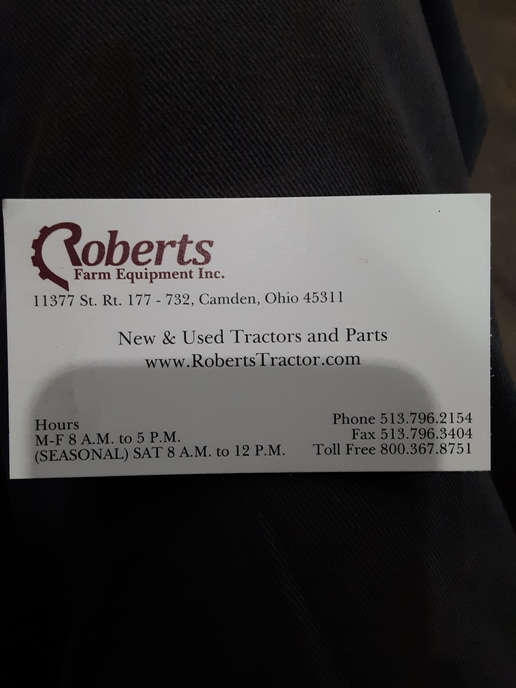 Roberts
Farm Equipment Inc.
11377 St. Rt. 177 - 732, Camden, Ohio 45311
New & Used Tractors and Parts
www.RobertsTractor.com
Hours
M-F 8 A.M. to 5 P.M.
(SEASONAL) SAT 8 A.M. to 12 P.M.
Phone 513.796.2154
Fax 513.796.3404
Toll Free 800.367.8751